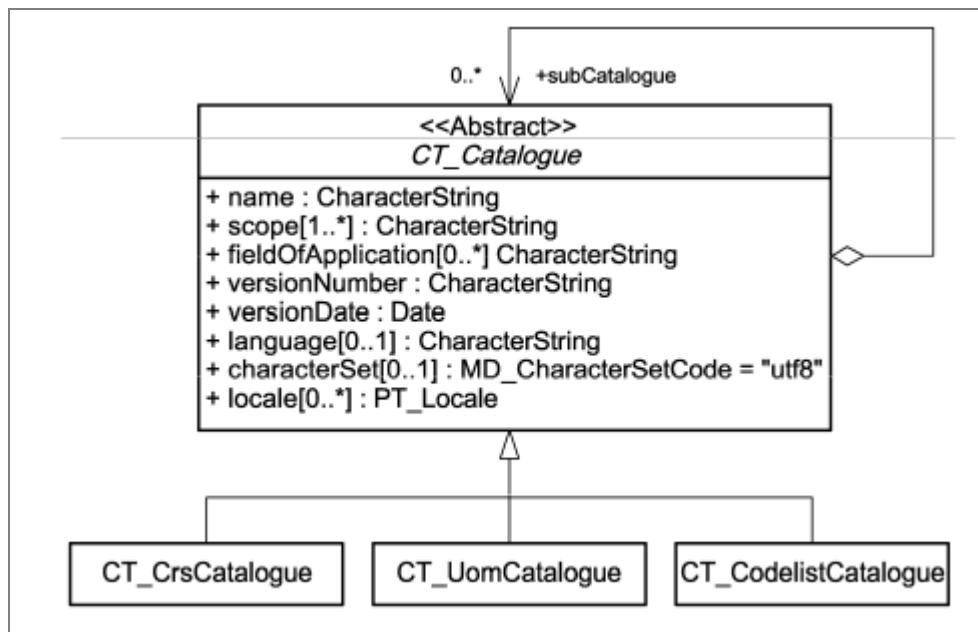 0..* +subCatalogue
<<Abstract>>
CT_Catalogue
+ name : CharacterString
+ scope[1..*] : CharacterString
+ fieldOfApplication[0..*] CharacterString
+ versionNumber : CharacterString
+ versionDate : Date
+ language[0..1] : CharacterString
+ characterSet[0..1] : MD_CharacterSetCode = "utf8"
+ locale[0..*] : PT_Locale
CT_CrsCatalogue CT_UomCatalogue CT_CodelistCatalogue